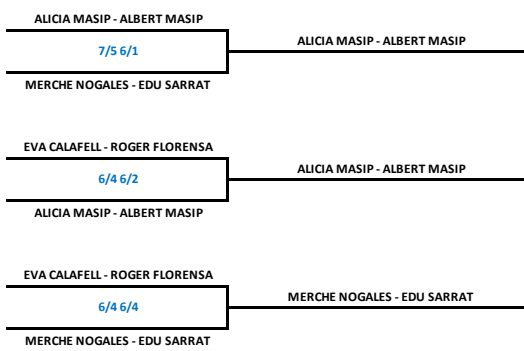 ALICIA MASIP - ALBERT MASIP
7/5 6/1
ALICIA MASIP - ALBERT MASIP
MERCHE NOGALES - EDU SARRAT
EVA CALAFELL - ROGER FLORENSA
6/4 6/2
ALICIA MASIP - ALBERT MASIP
ALICIA MASIP - ALBERT MASIP
EVA CALAFELL - ROGER FLORENSA
6/4 6/4
MERCHE NOGALES - EDU SARRAT
MERCHE NOGALES - EDU SARRAT